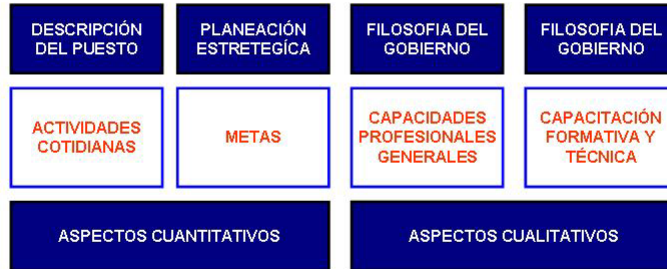 DESCRIPCIÓN
DEL PUESTO
PLANEACIÓN
ESTRETEGÍCA
FILOSOFIA DEL
GOBIERNO
FILOSOFIA DEL
GOBIERNO
ACTIVIDADES
COTIDIANAS
METAS
CAPACIDADES
PROFESIONALES
GENERALES
CAPACITACIÓN
FORMATIVA Y
TÉCNICA
ASPECTOS CUANTITATIVOS
ASPECTOS CUALITATIVOS